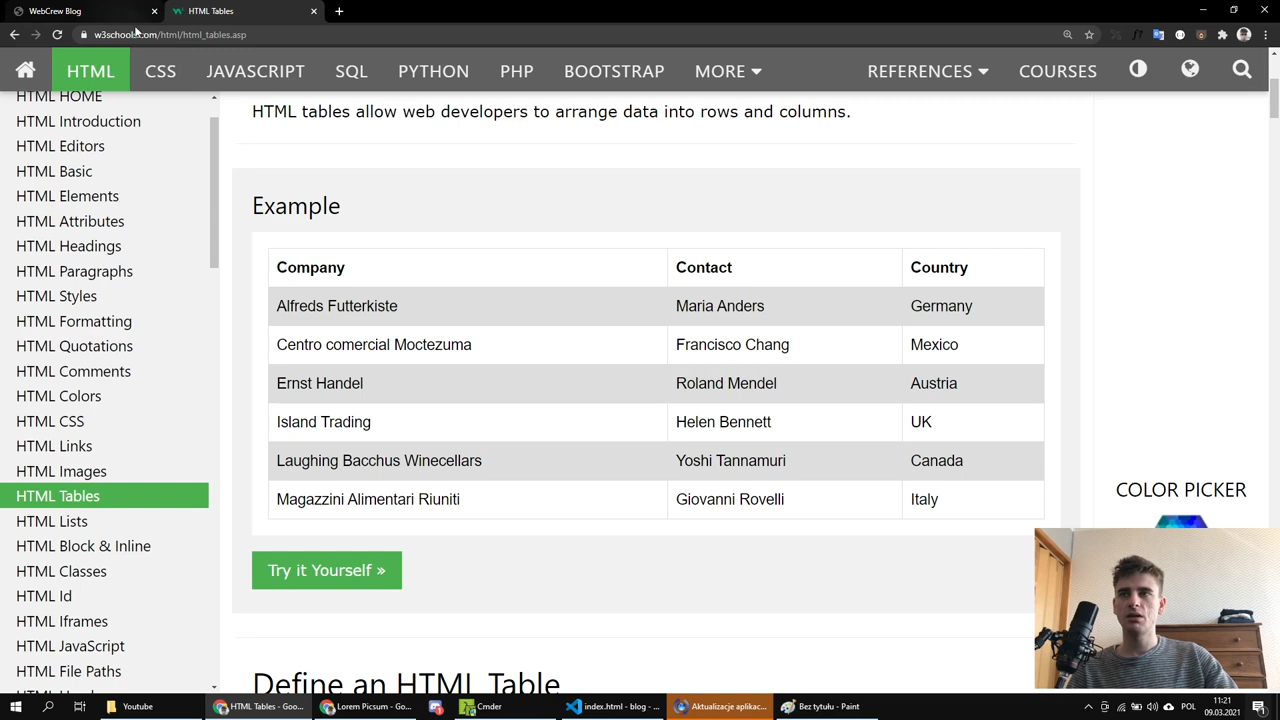 WebCrew Blog
HTML Tables
w3schools.com/html/html_tables.asp
HTML CSS JAVASCRIPT SQL PYTHON PHP BOOTSTRAP MORE REFERENCES COURSES
HTML HOME
HTML Introduction
HTML Editors
HTML Basic
HTML Elements
HTML Attributes
HTML Headings
HTML Paragraphs
HTML Styles
HTML Formatting
HTML Quotations
HTML Comments
HTML Colors
HTML CSS
HTML Links
HTML Images
HTML Tables
HTML Lists
HTML Block & Inline
HTML Classes
HTML Id
HTML Iframes
HTML JavaScript
HTML File Paths
HTML tables allow web developers to arrange data into rows and columns.
Example
Company Contact Country
Alfreds Futterkiste Maria Anders Germany
Centro comercial Moctezuma Francisco Chang Mexico
Ernst Handel Roland Mendel Austria
Island Trading Helen Bennett UK
Laughing Bacchus Winecellars Yoshi Tannamuri Canada
Magazzini Alimentari Riuniti Giovanni Rovelli Italy
Try it Yourself »
Define an HTML Table
COLOR PICKER
Youtube
HTML Tables - Goo...
Lorem Picsum - Go...
Cmder
index.html - blog - ...
Aktualizacje aplikac...
Bez tytułu - Paint
POL
11:21
09.03.2021